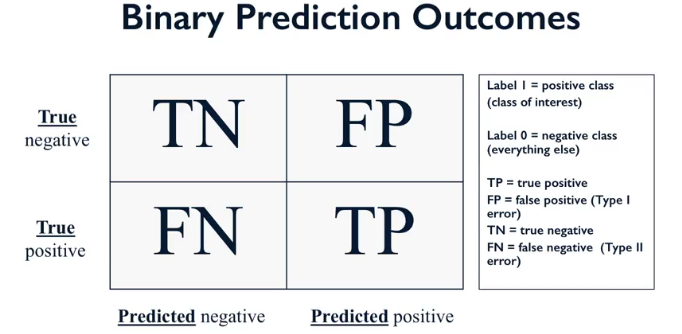 Binary Prediction Outcomes
True
negative
TN
FP
True
positive
FN
TP
Predicted negative
Predicted positive
Label 1 = positive class
(class of interest)
Label 0 = negative class
(everything else)
TP = true positive
FP = false positive (Type I
error)
TN = true negative
FN = false negative (Type II
error)